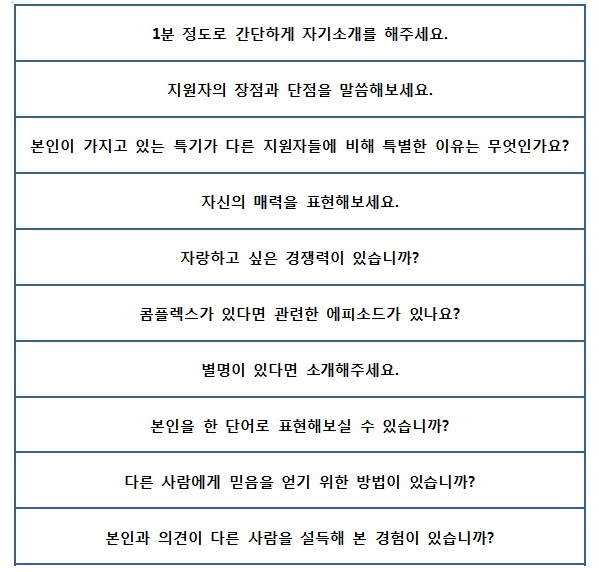 1분 정도로 간단하게 자기소개를 해주세요.
지원자의 장점과 단점을 말씀해보세요.
본인이 가지고 있는 특기가 다른 지원자들에 비해 특별한 이유는 무엇인가요?
자신의 매력을 표현해보세요.
자랑하고 싶은 경쟁력이 있습니까?
콤플렉스가 있다면 관련한 에피소드가 있나요?
별명이 있다면 소개해주세요.
본인을 한 단어로 표현해보실 수 있습니까?
다른 사람에게 믿음을 얻기 위한 방법이 있습니까?
본인과 의견이 다른 사람을 설득해 본 경험이 있습니까?